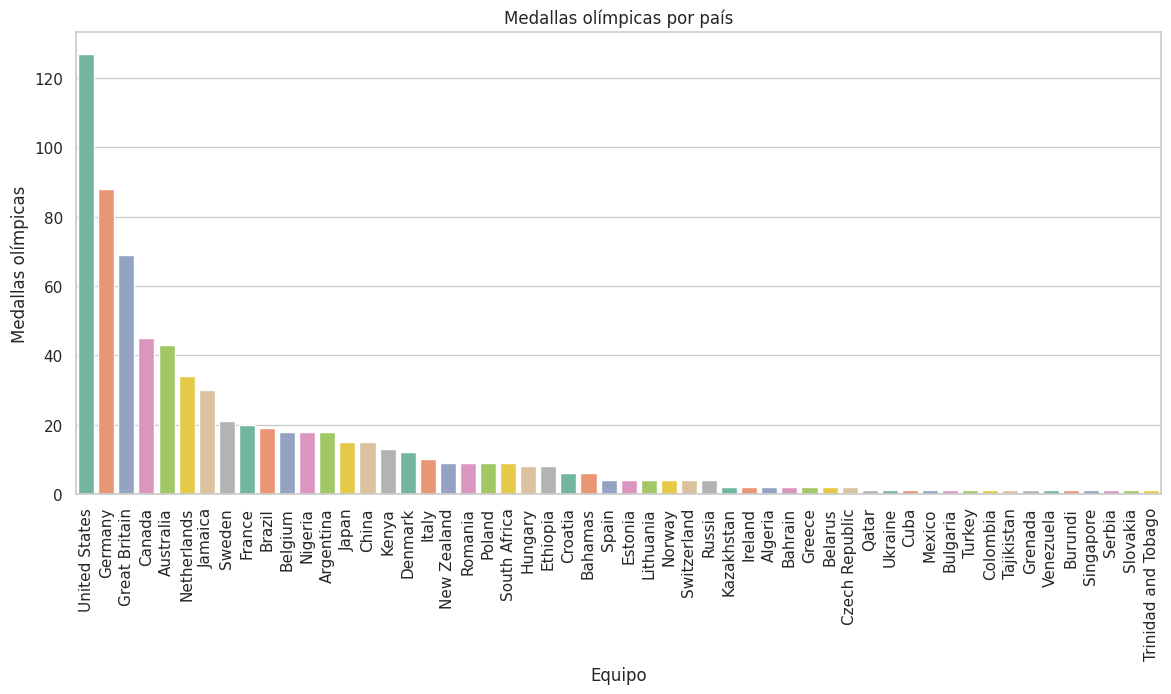 Medallas olímpicas por país
Medallas olímpicas
120
100
80
60
40
20
0
United States
Germany
Great Britain
Canada
Australia
Netherlands
Jamaica
Sweden
France
Brazil
Belgium
Nigeria
Argentina
Japan
China
Kenya
Denmark
Italy
New Zealand
Romania
Poland
South Africa
Hungary
Ethiopia
Croatia
Bahamas
Spain
Estonia
Lithuania
Norway
Switzerland
Russia
Kazakhstan
Ireland
Algeria
Bahrain
Greece
Belarus
Czech Republic
Qatar
Ukraine
Cuba
Mexico
Bulgaria
Turkey
Colombia
Tajikistan
Grenada
Venezuela
Burundi
Singapore
Serbia
Slovakia
Trinidad and Tobago
Equipo